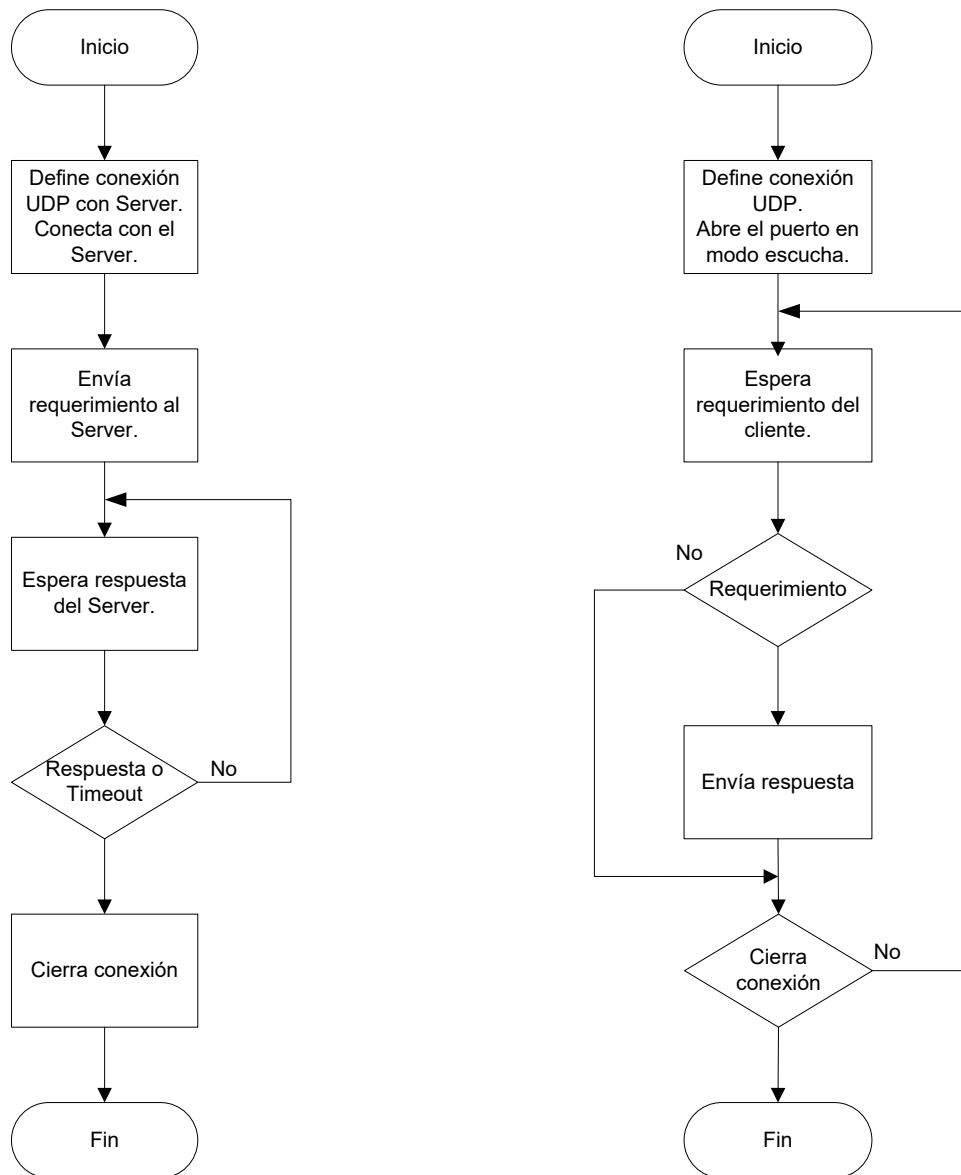 Inicio
Define conexión
UDP con Server.
Conecta con el
Server.
Envía
requerimiento al
Server.
Espera respuesta
del Server.
Respuesta o
Timeout
No
Cierra conexión
Fin
Inicio
Define conexión
UDP.
Abre el puerto en
modo escucha.
Espera
requerimiento del
cliente.
No
Requerimiento
Envía respuesta
Cierra
conexión
No
Fin